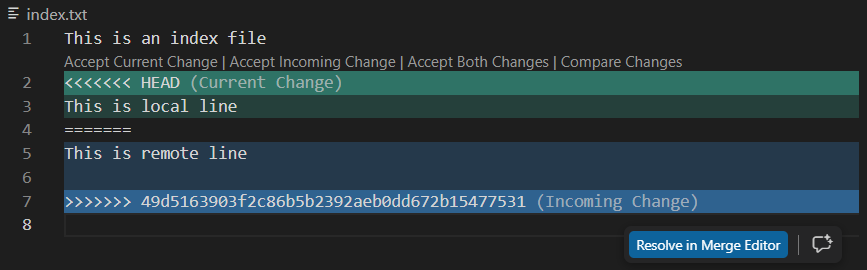 index.txt
1 This is an index file
Accept Current Change | Accept Incoming Change | Accept Both Changes | Compare Changes
2 <<<<<<< HEAD (Current Change)
3 This is local line
4 =======
5 This is remote line
6
7 >>>>>>> 49d5163903f2c86b5b2392aeb0dd672b15477531 (Incoming Change)
8
Resolve in Merge Editor